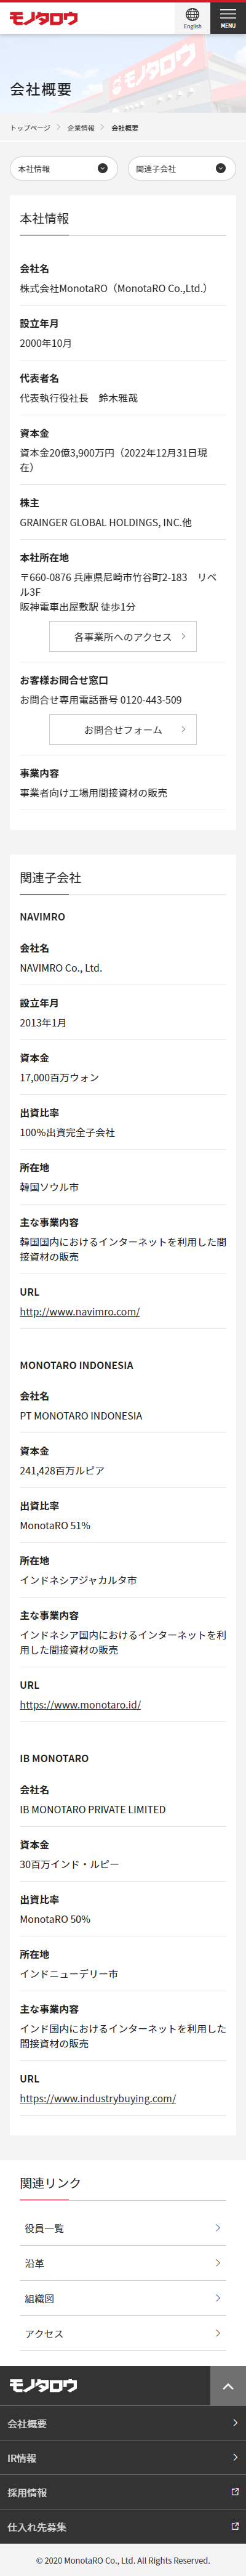 モノタロウ
English
MENU
会社概要
トップページ
企業情報
会社概要
本社情報
関連子会社
本社情報
会社名
株式会社MonotaRO（MonotaRO Co.,Ltd.）
設立年月
2000年10月
代表者名
代表執行役社長　鈴木雅哉
資本金
資本金20億3,900万円（2022年12月31日現
在）
株主
GRAINGER GLOBAL HOLDINGS, INC.他
本社所在地
〒660-0876 兵庫県尼崎市竹谷町2-183　リベ
ル3F
阪神電車出屋敷駅 徒歩1分
各事業所へのアクセス
お客様お問合せ窓口
お問合せ専用電話番号 0120-443-509
お問合せフォーム
事業内容
事業者向け工場用間接資材の販売
関連子会社
NAVIMRO
会社名
NAVIMRO Co., Ltd.
設立年月
2013年1月
資本金
17,000百万ウォン
出資比率
100%出資完全子会社
所在地
韓国ソウル市
主な事業内容
韓国国内におけるインターネットを利用した間
接資材の販売
URL
http://www.navimro.com/
MONOTARO INDONESIA
会社名
PT MONOTARO INDONESIA
資本金
241,428百万ルピア
出資比率
MonotaRO 51%
所在地
インドネシアジャカルタ市
主な事業内容
インドネシア国内におけるインターネットを利
用した間接資材の販売
URL
https://www.monotaro.id/
IB MONOTARO
会社名
IB MONOTARO PRIVATE LIMITED
資本金
30百万インド・ルピー
出資比率
MonotaRO 50%
所在地
インドニューデリー市
主な事業内容
インド国内におけるインターネットを利用した
間接資材の販売
URL
https://www.industrybuying.com/
関連リンク
役員一覧
沿革
組織図
アクセス
モノタロウ
会社概要
IR情報
採用情報
仕入れ先募集
© 2020 MonotaRO Co., Ltd. All Rights Reserved.